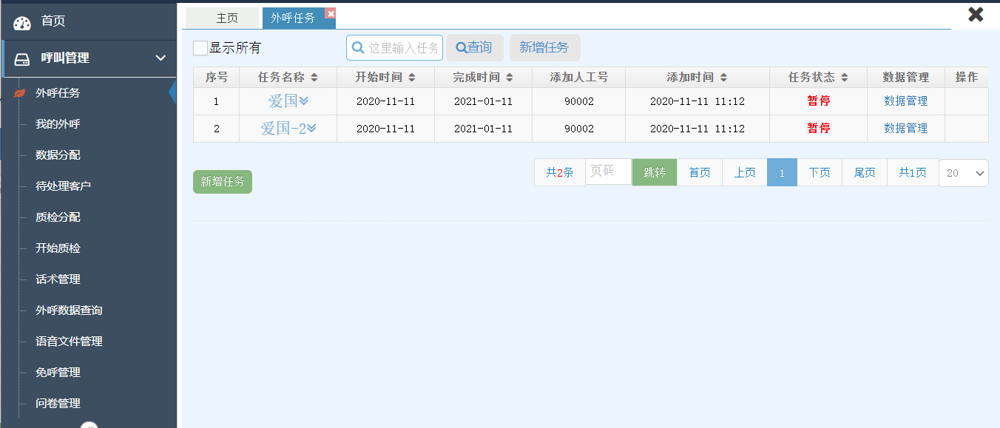 首页
呼叫管理
外呼任务
我的外呼
数据分配
待处理客户
质检分配
开始质检
话术管理
外呼数据查询
语音文件管理
免呼管理
问卷管理
主页 外呼任务
显示所有 这里输入任务 查询 新增任务
序号 任务名称 开始时间 完成时间 添加人工号 添加时间 任务状态 数据管理 操作
1 爱国 2020-11-11 2021-01-11 90002 2020-11-11 11:12 暂停 数据管理
2 爱国-2 2020-11-11 2021-01-11 90002 2020-11-11 11:12 暂停 数据管理
新增任务 共2条 页码 跳转 首页 上页 1 下页 尾页 共1页 20